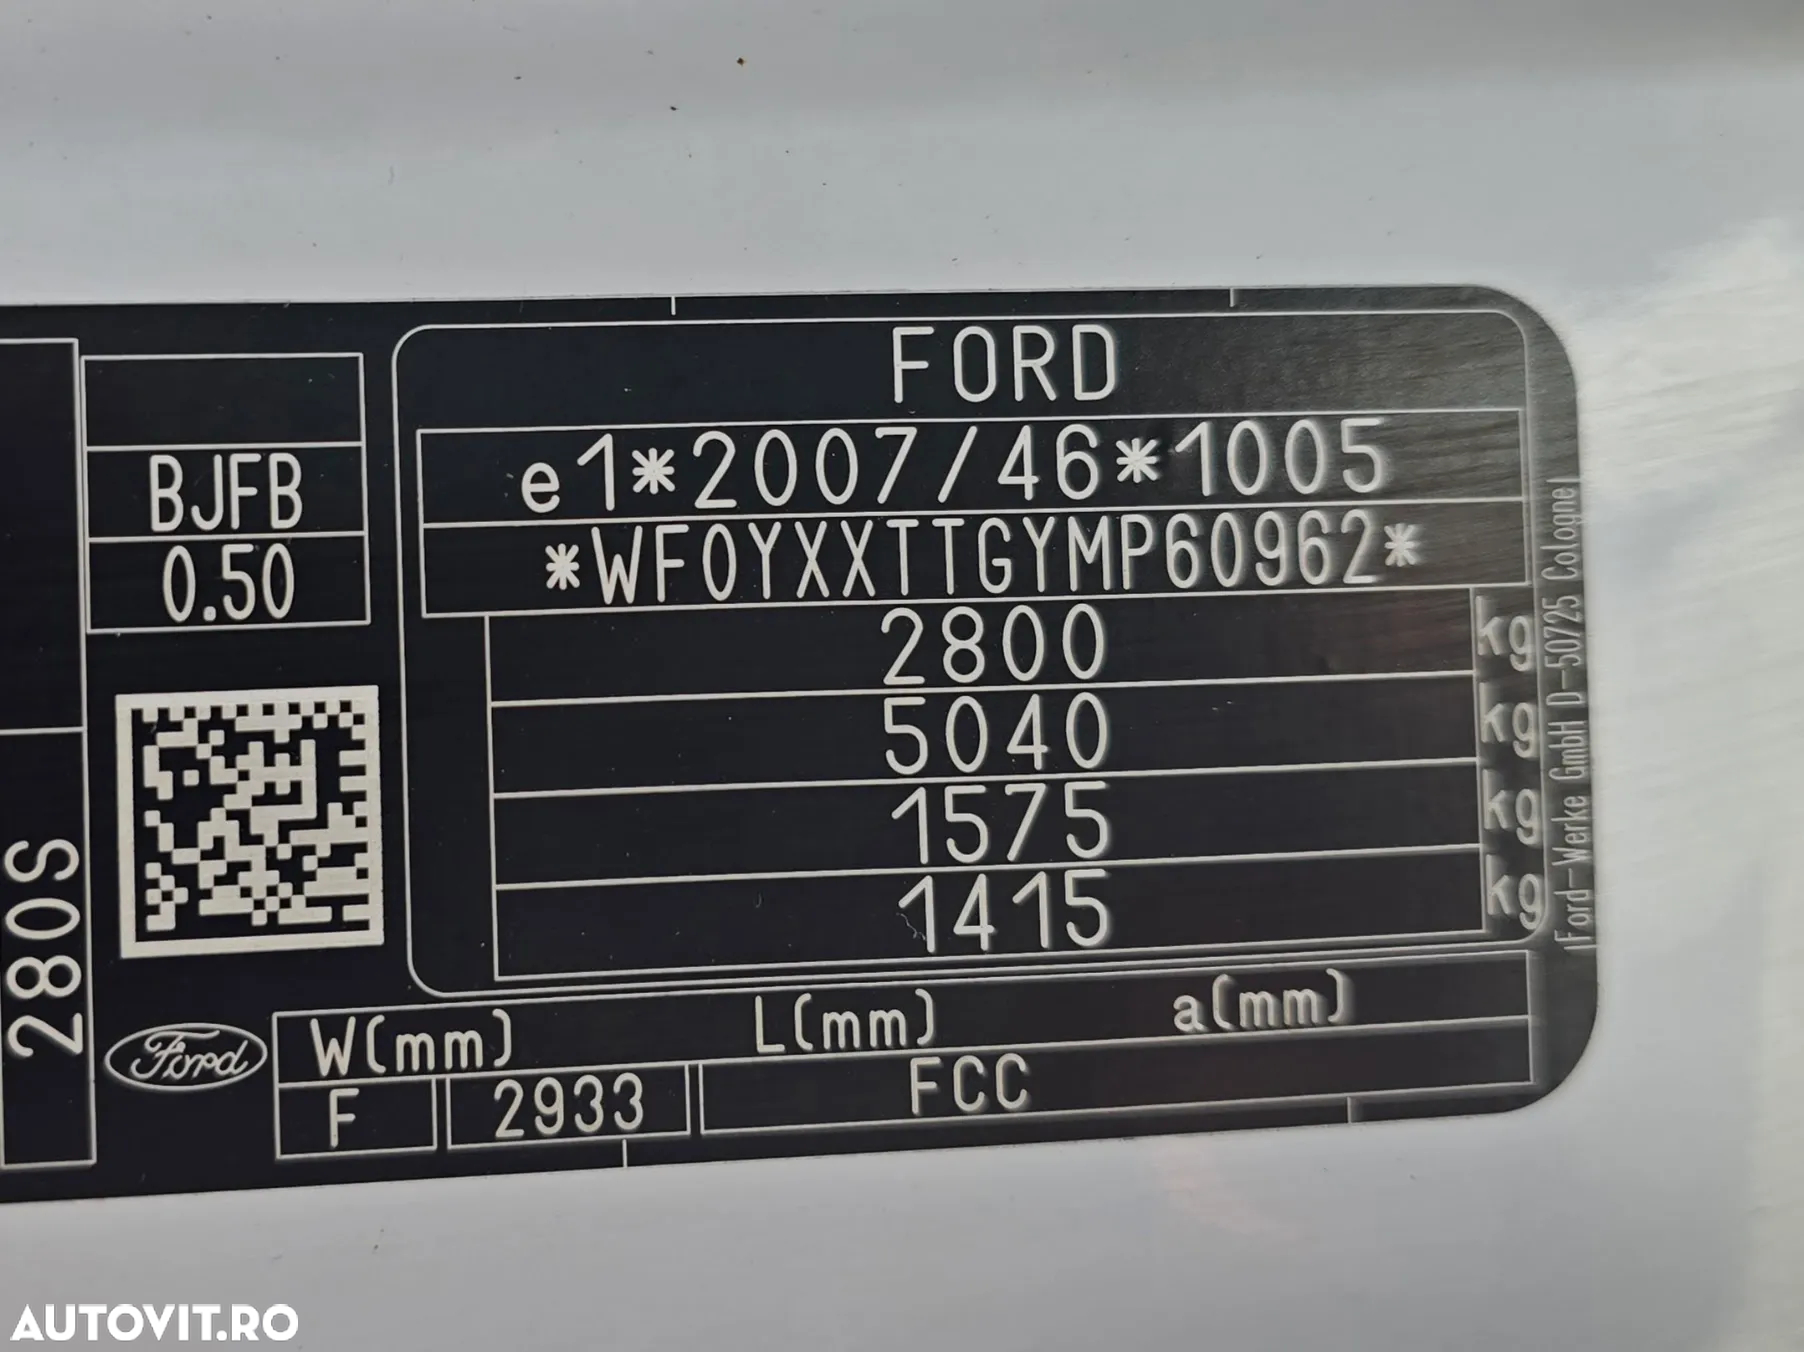 FORD
e1*2007/46*1005
*WF0YXXTTGYMP60962*
2800 kg
5040 kg
1575 kg
1415 kg
BJFB
0.50
280S
Ford
W(mm) L(mm) a(mm)
F 2933 FCC
Ford-Werke GmbH D-50725 Cologne
AUTOVIT.RO